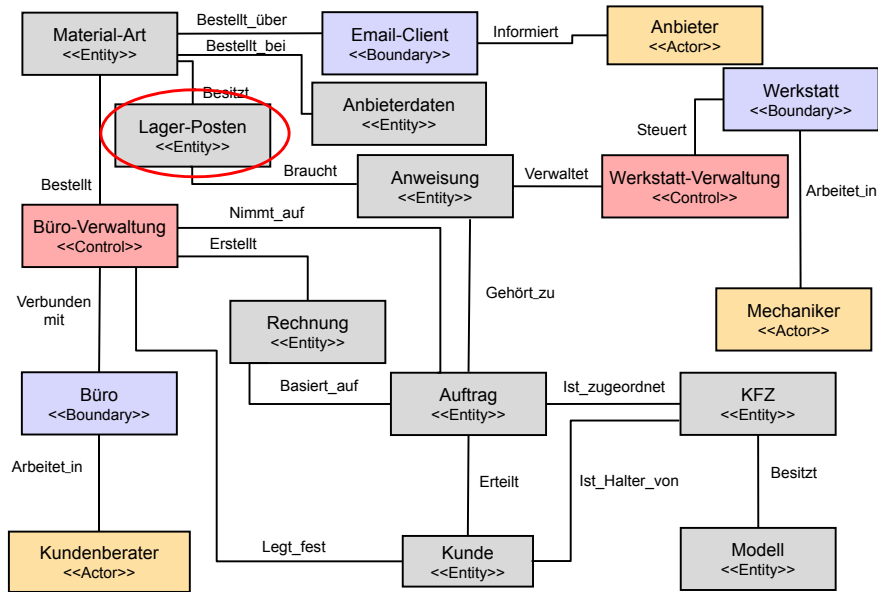 Material-Art
<<Entity>>
Bestellt_über
Email-Client
<<Boundary>>
Informiert
Anbieter
<<Actor>>
Bestellt_bei
Besitzt
Anbieterdaten
<<Entity>>
Werkstatt
<<Boundary>>
Lager-Posten
<<Entity>>
Steuert
Bestellt
Braucht
Anweisung
<<Entity>>
Verwaltet
Werkstatt-Verwaltung
<<Control>>
Arbeitet_in
Büro-Verwaltung
<<Control>>
Nimmt_auf
Erstellt
Verbunden
mit
Gehört_zu
Rechnung
<<Entity>>
Mechaniker
<<Actor>>
Büro
<<Boundary>>
Basiert_auf
Auftrag
<<Entity>>
Ist_zugeordnet
KFZ
<<Entity>>
Arbeitet_in
Erteilt
Ist_Halter_von
Besitzt
Kundenberater
<<Actor>>
Legt_fest
Kunde
<<Entity>>
Modell
<<Entity>>